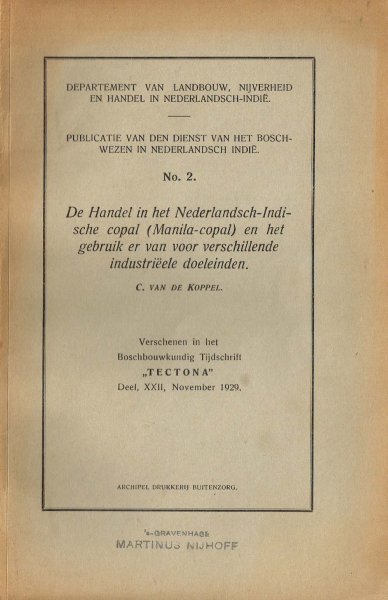 DEPARTEMENT VAN LANDBOUW, NIJVERHEID
EN HANDEL IN NEDERLANDSCH-INDIË.
PUBLICATIE VAN DEN DIENST VAN HET BOSCH-
WEZEN IN NEDERLANDSCH INDIË.
No. 2.
De Handel in het Nederlandsch-Indi-
sche copal (Manila-copal) en het
gebruik er van voor verschillende
industriëele doeleinden.
C. VAN DE KOPPEL.
Verschenen in het
Boschbouwkundig Tijdschrift
„TECTONA”
Deel, XXII, November 1929.
ARCHIPEL DRUKKERIJ BUITENZORG.
'S-GRAVENHAGE
MARTINUS NIJHOFF